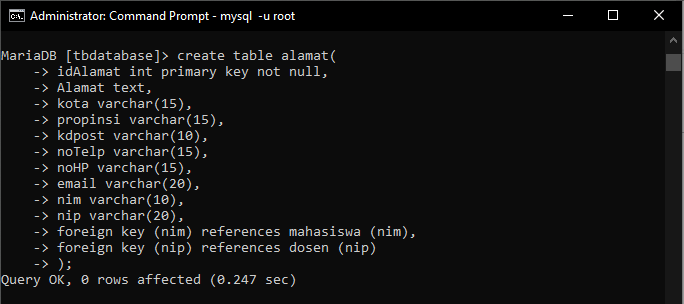 Administrator: Command Prompt - mysql  -u root
MariaDB [tbdatabase]> create table alamat(
    -> idAlamat int primary key not null,
    -> Alamat text,
    -> kota varchar(15),
    -> propinsi varchar(15),
    -> kdpost varchar(10),
    -> noTelp varchar(15),
    -> noHP varchar(15),
    -> email varchar(20),
    -> nim varchar(10),
    -> nip varchar(20),
    -> foreign key (nim) references mahasiswa (nim),
    -> foreign key (nip) references dosen (nip)
    -> );
Query OK, 0 rows affected (0.247 sec)